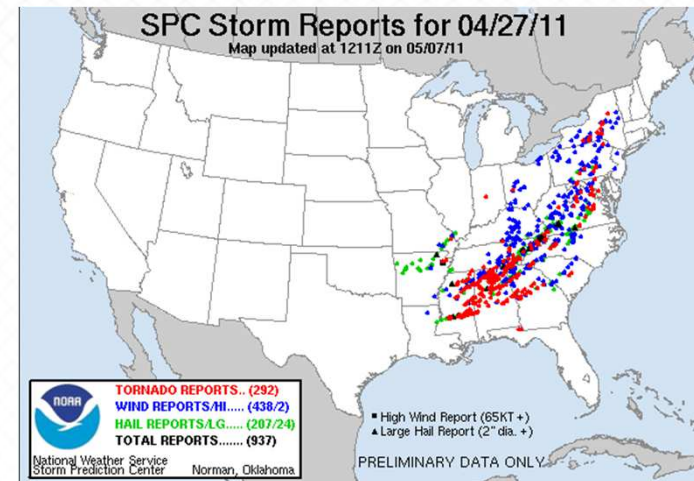 SPC Storm Reports for 04/27/11
Map updated at 1211Z on 05/07/11
NOAA
TORNADO REPORTS.. (292)
WIND REPORTS/HI..... (438/2)
HAIL REPORTS/LG..... (207/24)
TOTAL REPORTS....... (937)
National Weather Service
Storm Prediction Center Norman, Oklahoma
■ High Wind Report (65KT +)
▲ Large Hail Report (2" dia. +)
PRELIMINARY DATA ONLY